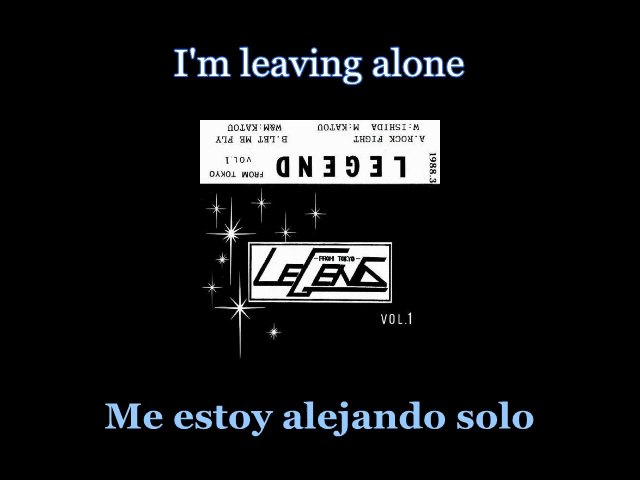 I'm leaving alone
W:ISHIDA M:KATOU
W&M:KATOU
A.ROCK FIGHT
B.LET ME FLY
1988.3
LEGEND
VOL.1
FROM TOKYO
-FROM TOKYO-
LEGEND
VOL.1
Me estoy alejando solo